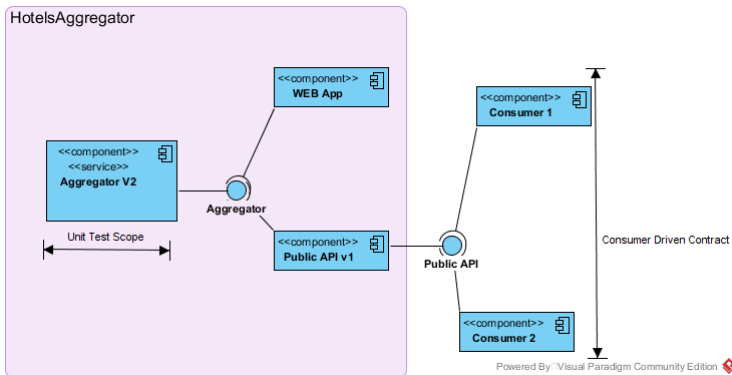 HotelsAggregator
<<component>>
WEB App
<<component>>
Consumer 1
<<component>>
<<service>>
Aggregator V2
Aggregator
Unit Test Scope
<<component>>
Public API v1
Public API
Consumer Driven Contract
<<component>>
Consumer 2
Powered By Visual Paradigm Community Edition